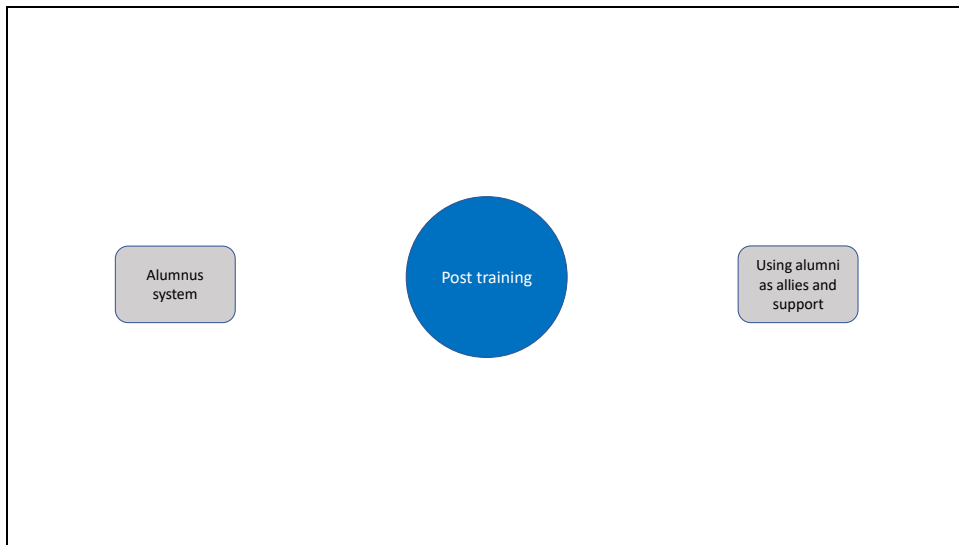 Alumnus
system
Post training
Using alumni
as allies and
support